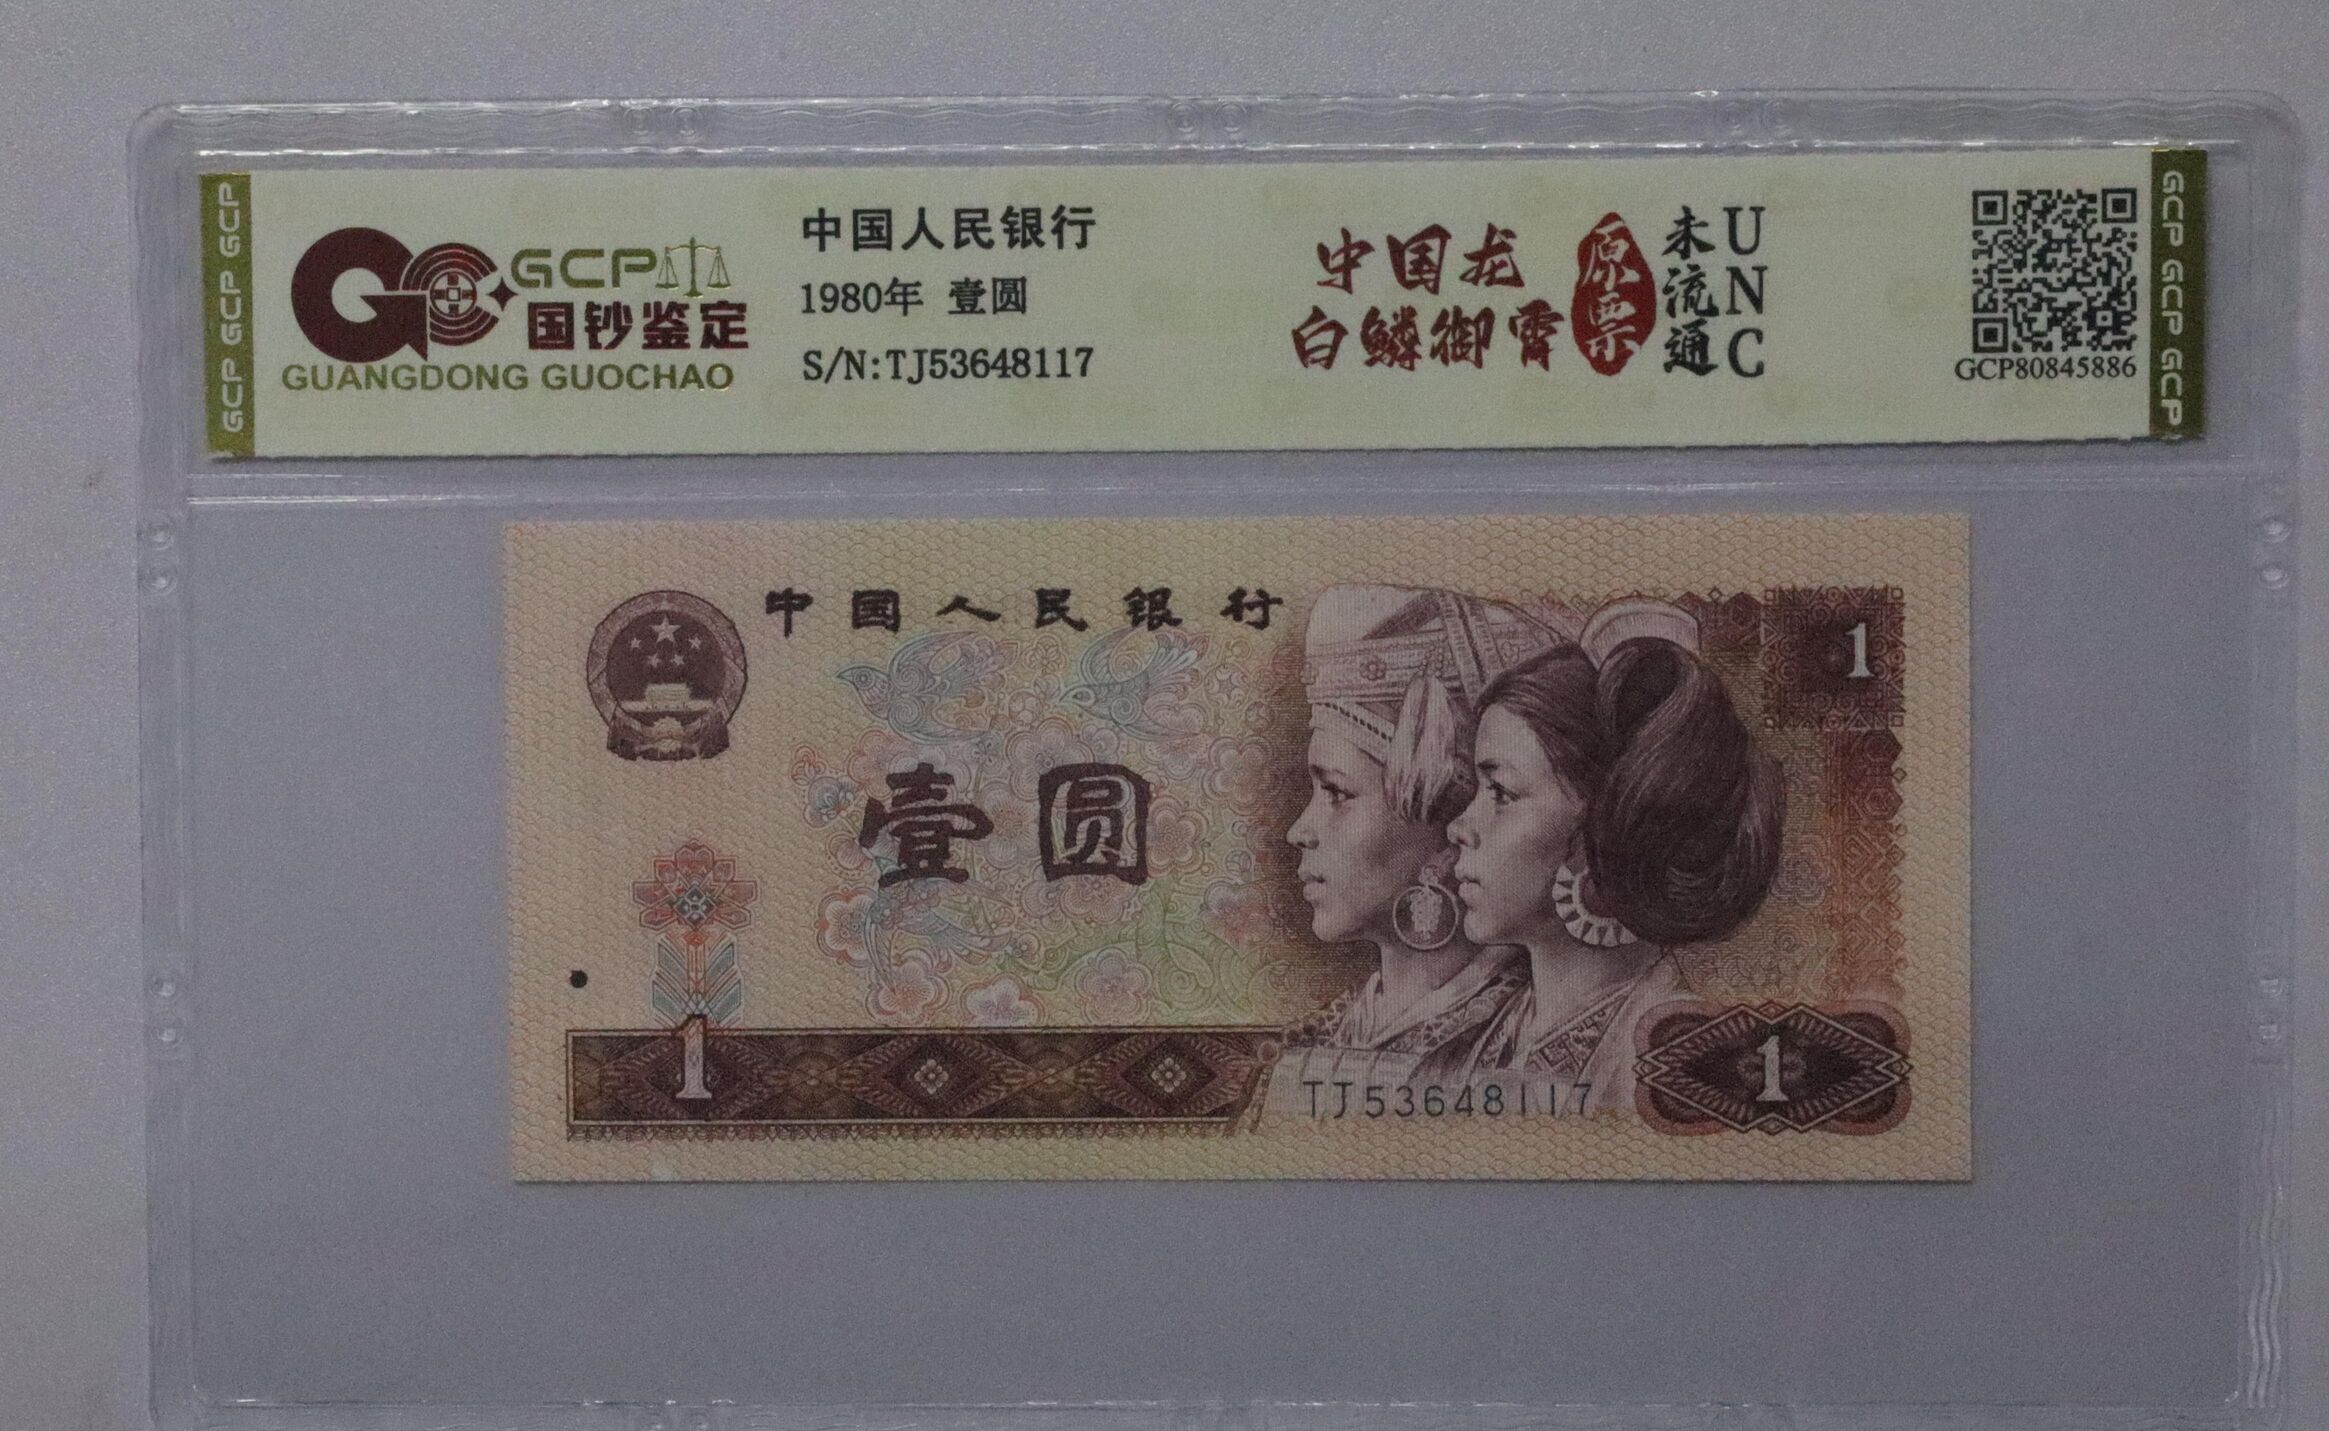 GCP GCP GCP
GCP
国钞鉴定
GUANGDONG GUOCHAO
中国人民银行
1980年 壹圆
S/N:TJ53648117
中国龙
白鳞御霄
原票
未流通
UNC
GCP80845886
GCP GCP GCP
中国人民银行
1
壹圆
1
1
TJ53648117